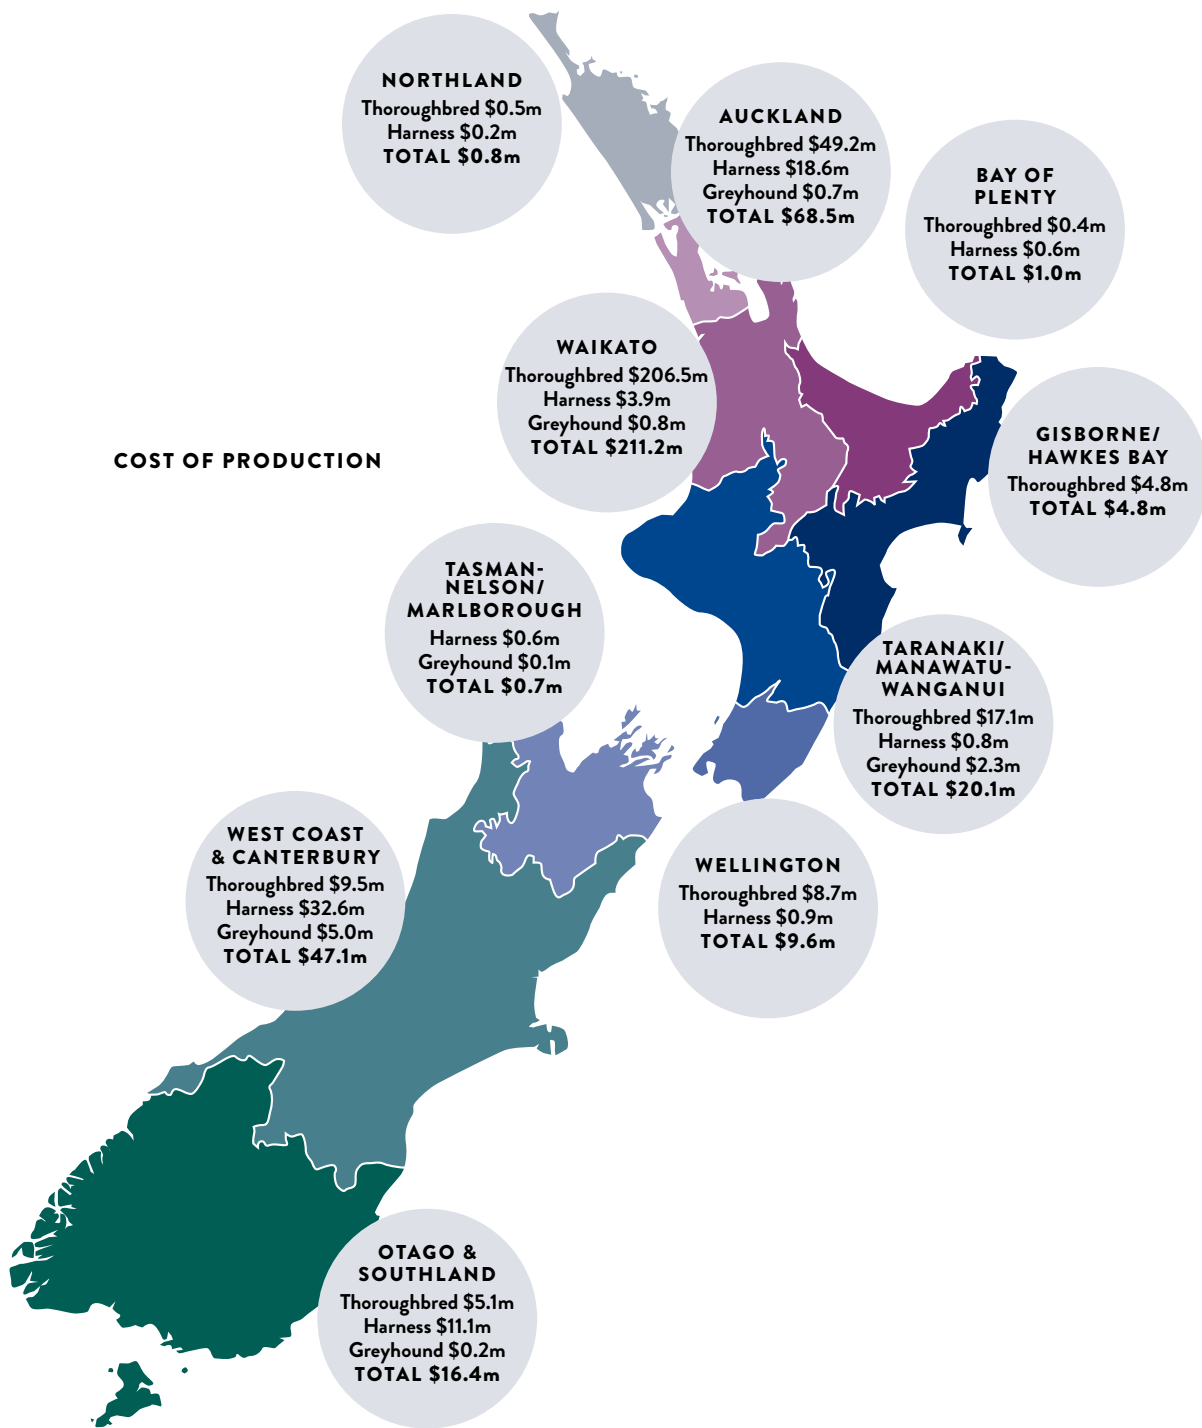 NORTHLAND
Thoroughbred $0.5m
Harness $0.2m
TOTAL $0.8m
AUCKLAND
Thoroughbred $49.2m
Harness $18.6m
Greyhound $0.7m
TOTAL $68.5m
BAY OF
PLENTY
Thoroughbred $0.4m
Harness $0.6m
TOTAL $1.0m
WAIKATO
Thoroughbred $206.5m
Harness $3.9m
Greyhound $0.8m
TOTAL $211.2m
COST OF PRODUCTION
GISBORNE/
HAWKES BAY
Thoroughbred $4.8m
TOTAL $4.8m
TASMAN-
NELSON/
MARLBOROUGH
Harness $0.6m
Greyhound $0.1m
TOTAL $0.7m
TARANAKI/
MANAWATU-
WANGANUI
Thoroughbred $17.1m
Harness $0.8m
Greyhound $2.3m
TOTAL $20.1m
WEST COAST
& CANTERBURY
Thoroughbred $9.5m
Harness $32.6m
Greyhound $5.0m
TOTAL $47.1m
WELLINGTON
Thoroughbred $8.7m
Harness $0.9m
TOTAL $9.6m
OTAGO &
SOUTHLAND
Thoroughbred $5.1m
Harness $11.1m
Greyhound $0.2m
TOTAL $16.4m